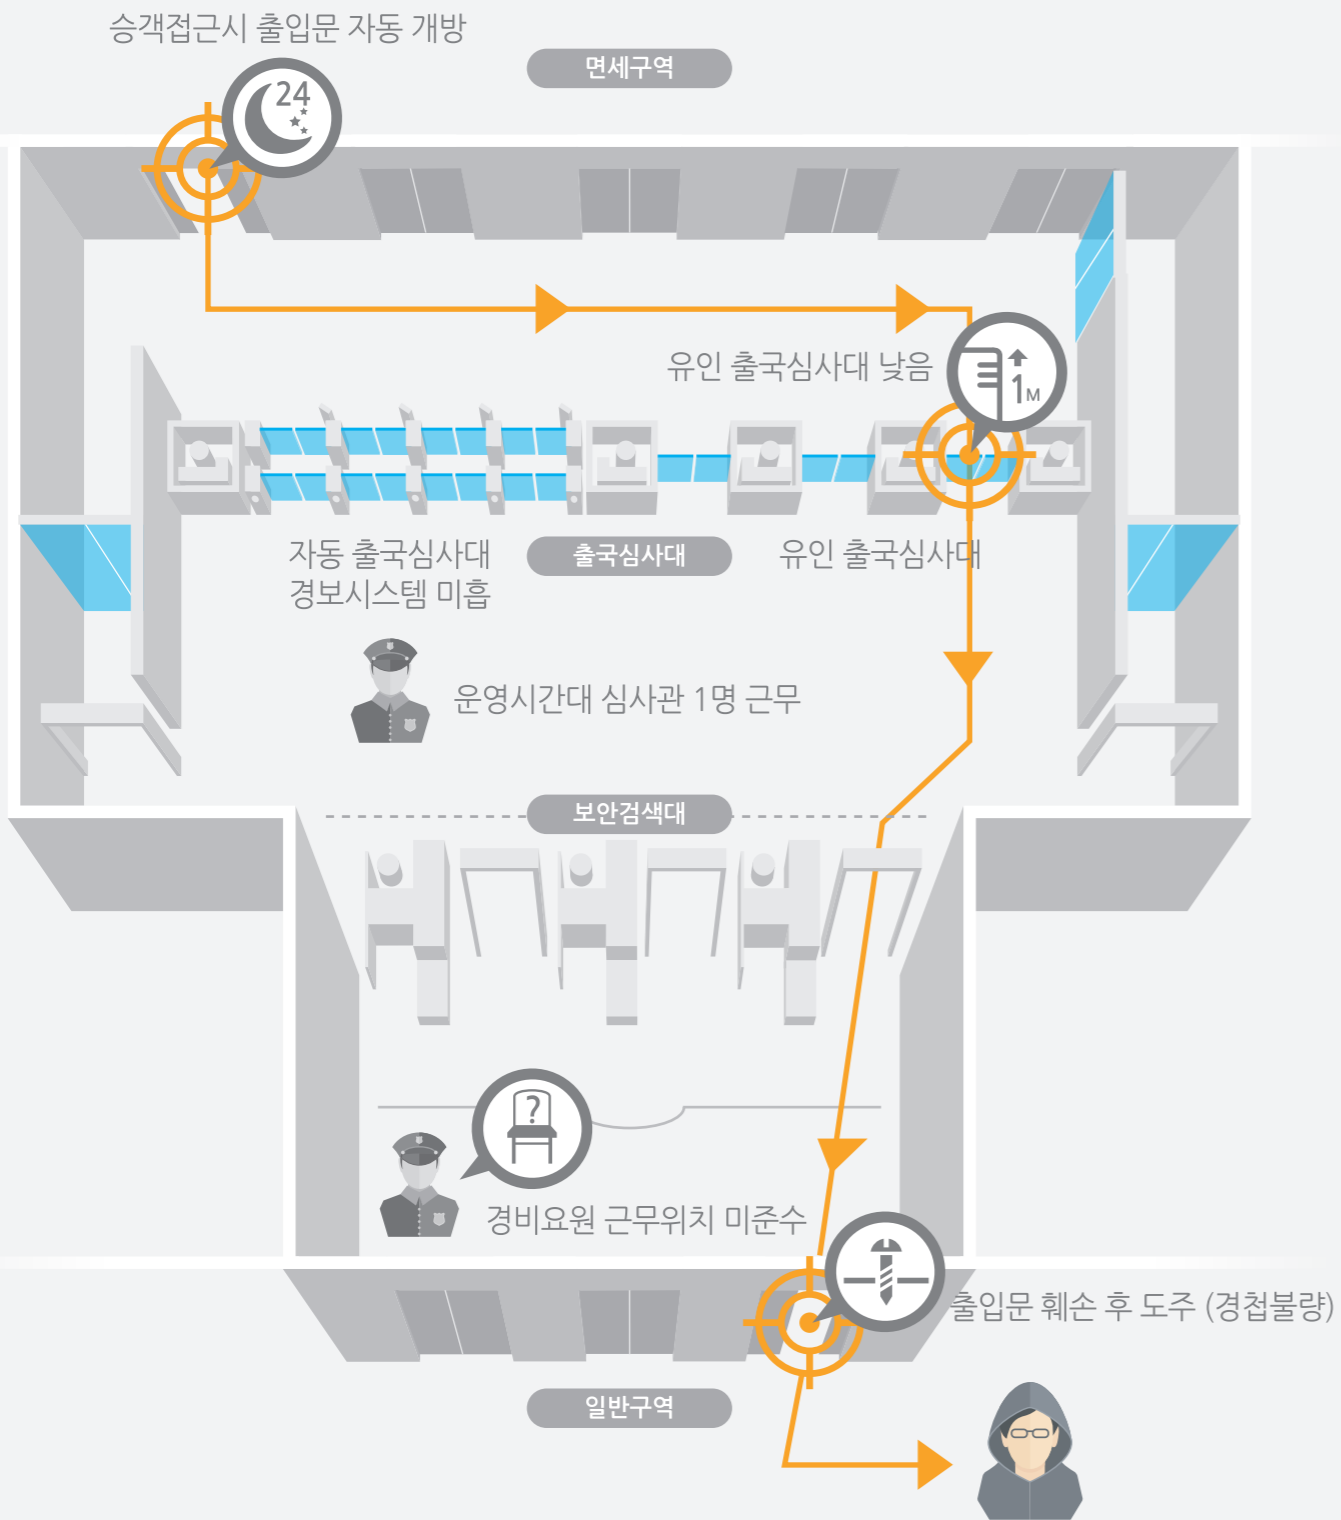 승객접근시 출입문 자동 개방
면세구역
24
유인 출국심사대 낮음
1M
자동 출국심사대
경보시스템 미흡
출국심사대
유인 출국심사대
운영시간대 심사관 1명 근무
보안검색대
?
경비요원 근무위치 미준수
출입문 훼손 후 도주 (경첩불량)
일반구역